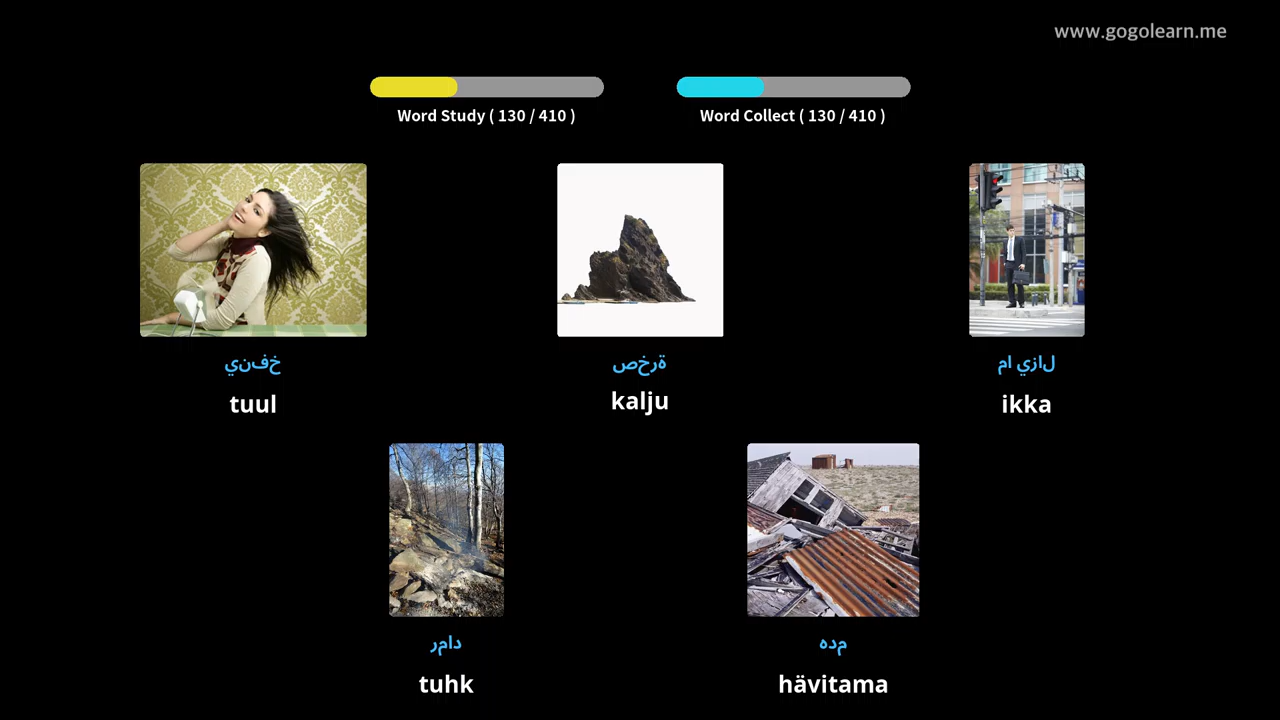 www.gogolearn.me
Word Study ( 130 / 410 )
Word Collect ( 130 / 410 )
خفني
tuul
ةرخص
kalju
لازي ام
ikka
دامر
tuhk
مده
hävitama